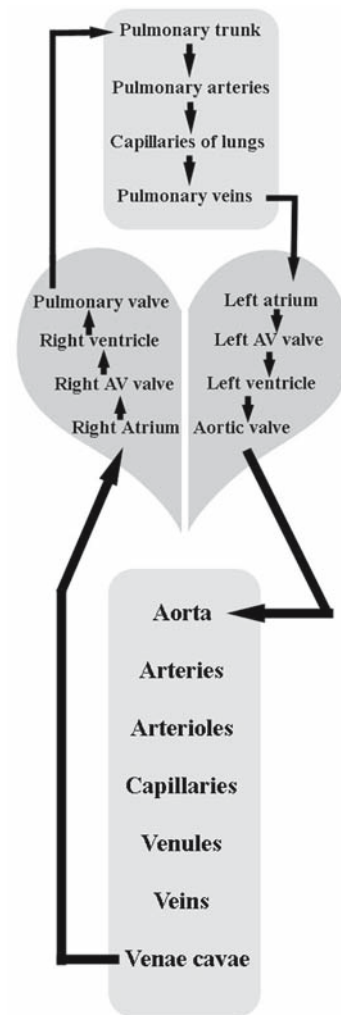 Pulmonary trunk
Pulmonary arteries
Capillaries of lungs
Pulmonary veins
Pulmonary valve
Right ventricle
Right AV valve
Right Atrium
Left atrium
Left AV valve
Left ventricle
Aortic valve
Aorta
Arteries
Arterioles
Capillaries
Venules
Veins
Venae cavae